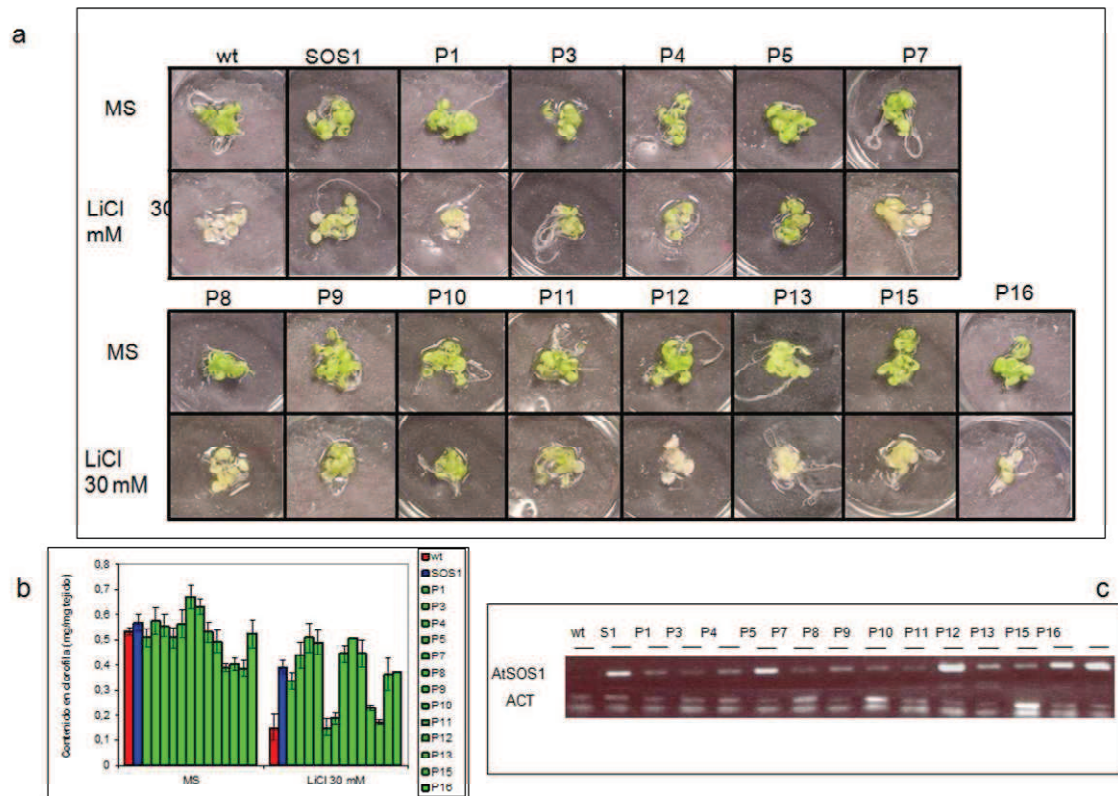 a
wt SOS1 P1 P3 P4 P5 P7
MS
LiCl 30
mM
P8 P9 P10 P11 P12 P13 P15 P16
MS
LiCl
30 mM
b
Contenido en clorofila (mg/mg tejido)
0,8
0,7
0,6
0,5
0,4
0,3
0,2
0,1
0
MS LiCl 30 mM
wt
SOS1
P1
P3
P4
P5
P7
P8
P9
P10
P11
P12
P13
P15
P16
c
wt S1 P1 P3 P4 P5 P7 P8 P9 P10 P11 P12 P13 P15 P16
AtSOS1
ACT